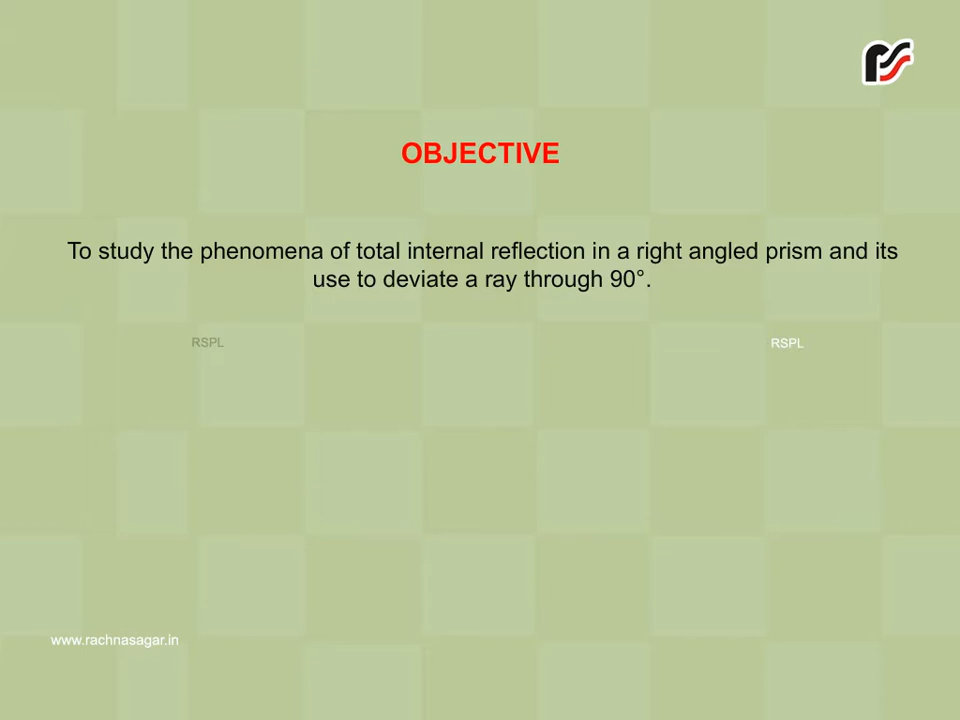 OBJECTIVE
To study the phenomena of total internal reflection in a right angled prism and its
use to deviate a ray through 90°.
RSPL
RSPL
www.rachnasagar.in